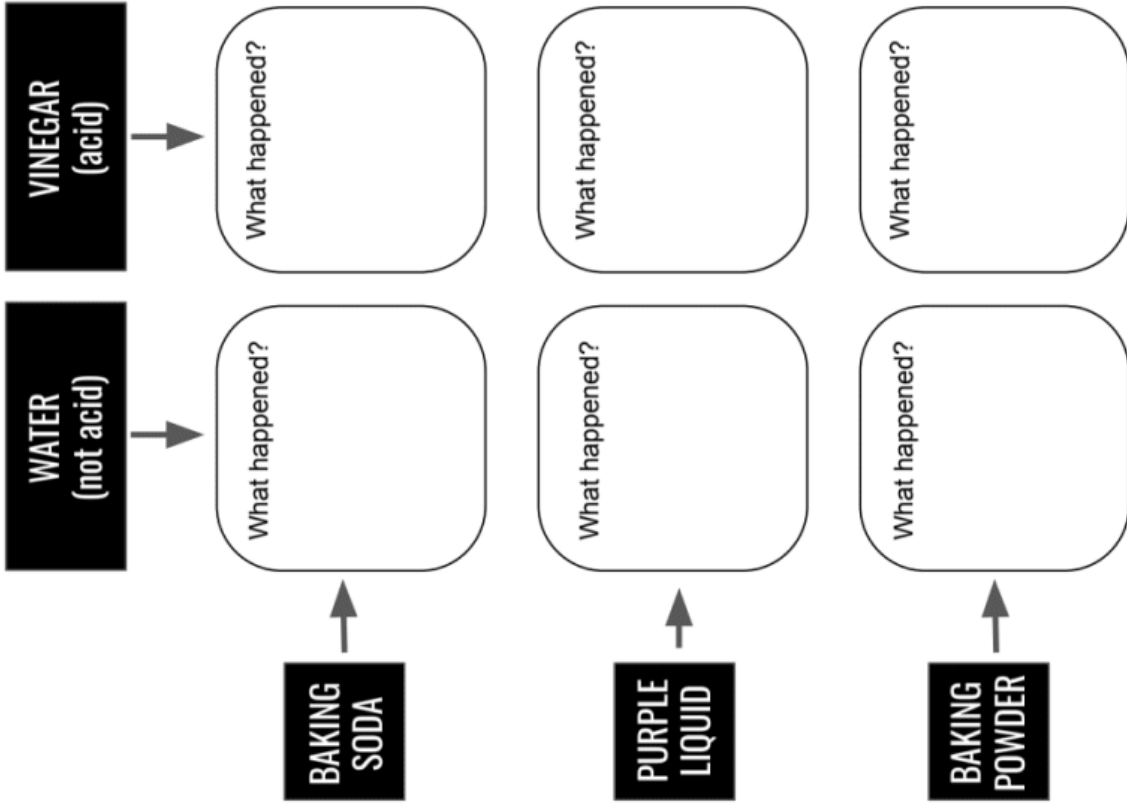 WATER
(not acid)
VINEGAR
(acid)
BAKING
SODA
What happened?
What happened?
PURPLE
LIQUID
What happened?
What happened?
BAKING
POWDER
What happened?
What happened?